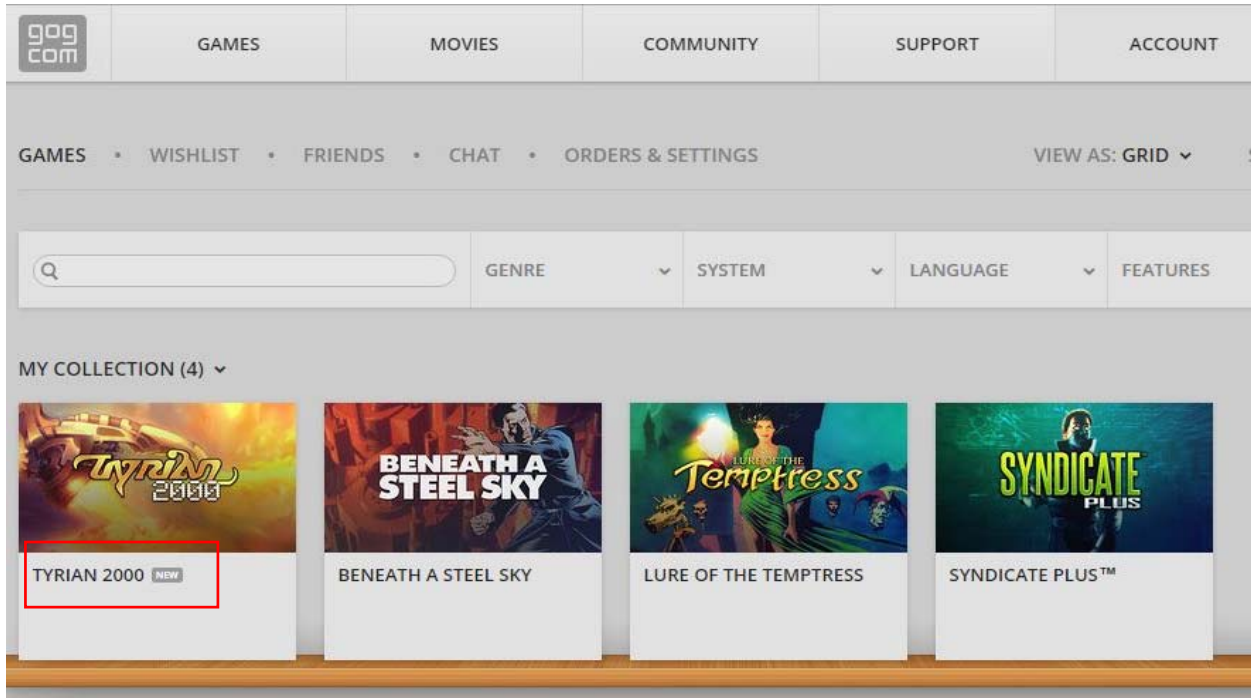 gog
com
GAMES MOVIES COMMUNITY SUPPORT ACCOUNT
GAMES • WISHLIST • FRIENDS • CHAT • ORDERS & SETTINGS VIEW AS: GRID
GENRE SYSTEM LANGUAGE FEATURES
MY COLLECTION (4)
TYRIAN
2000
BENEATH A
STEEL SKY
LURE OF THE
Temptress
SYNDICATE
PLUS
TYRIAN 2000 NEW
BENEATH A STEEL SKY
LURE OF THE TEMPTRESS
SYNDICATE PLUS™